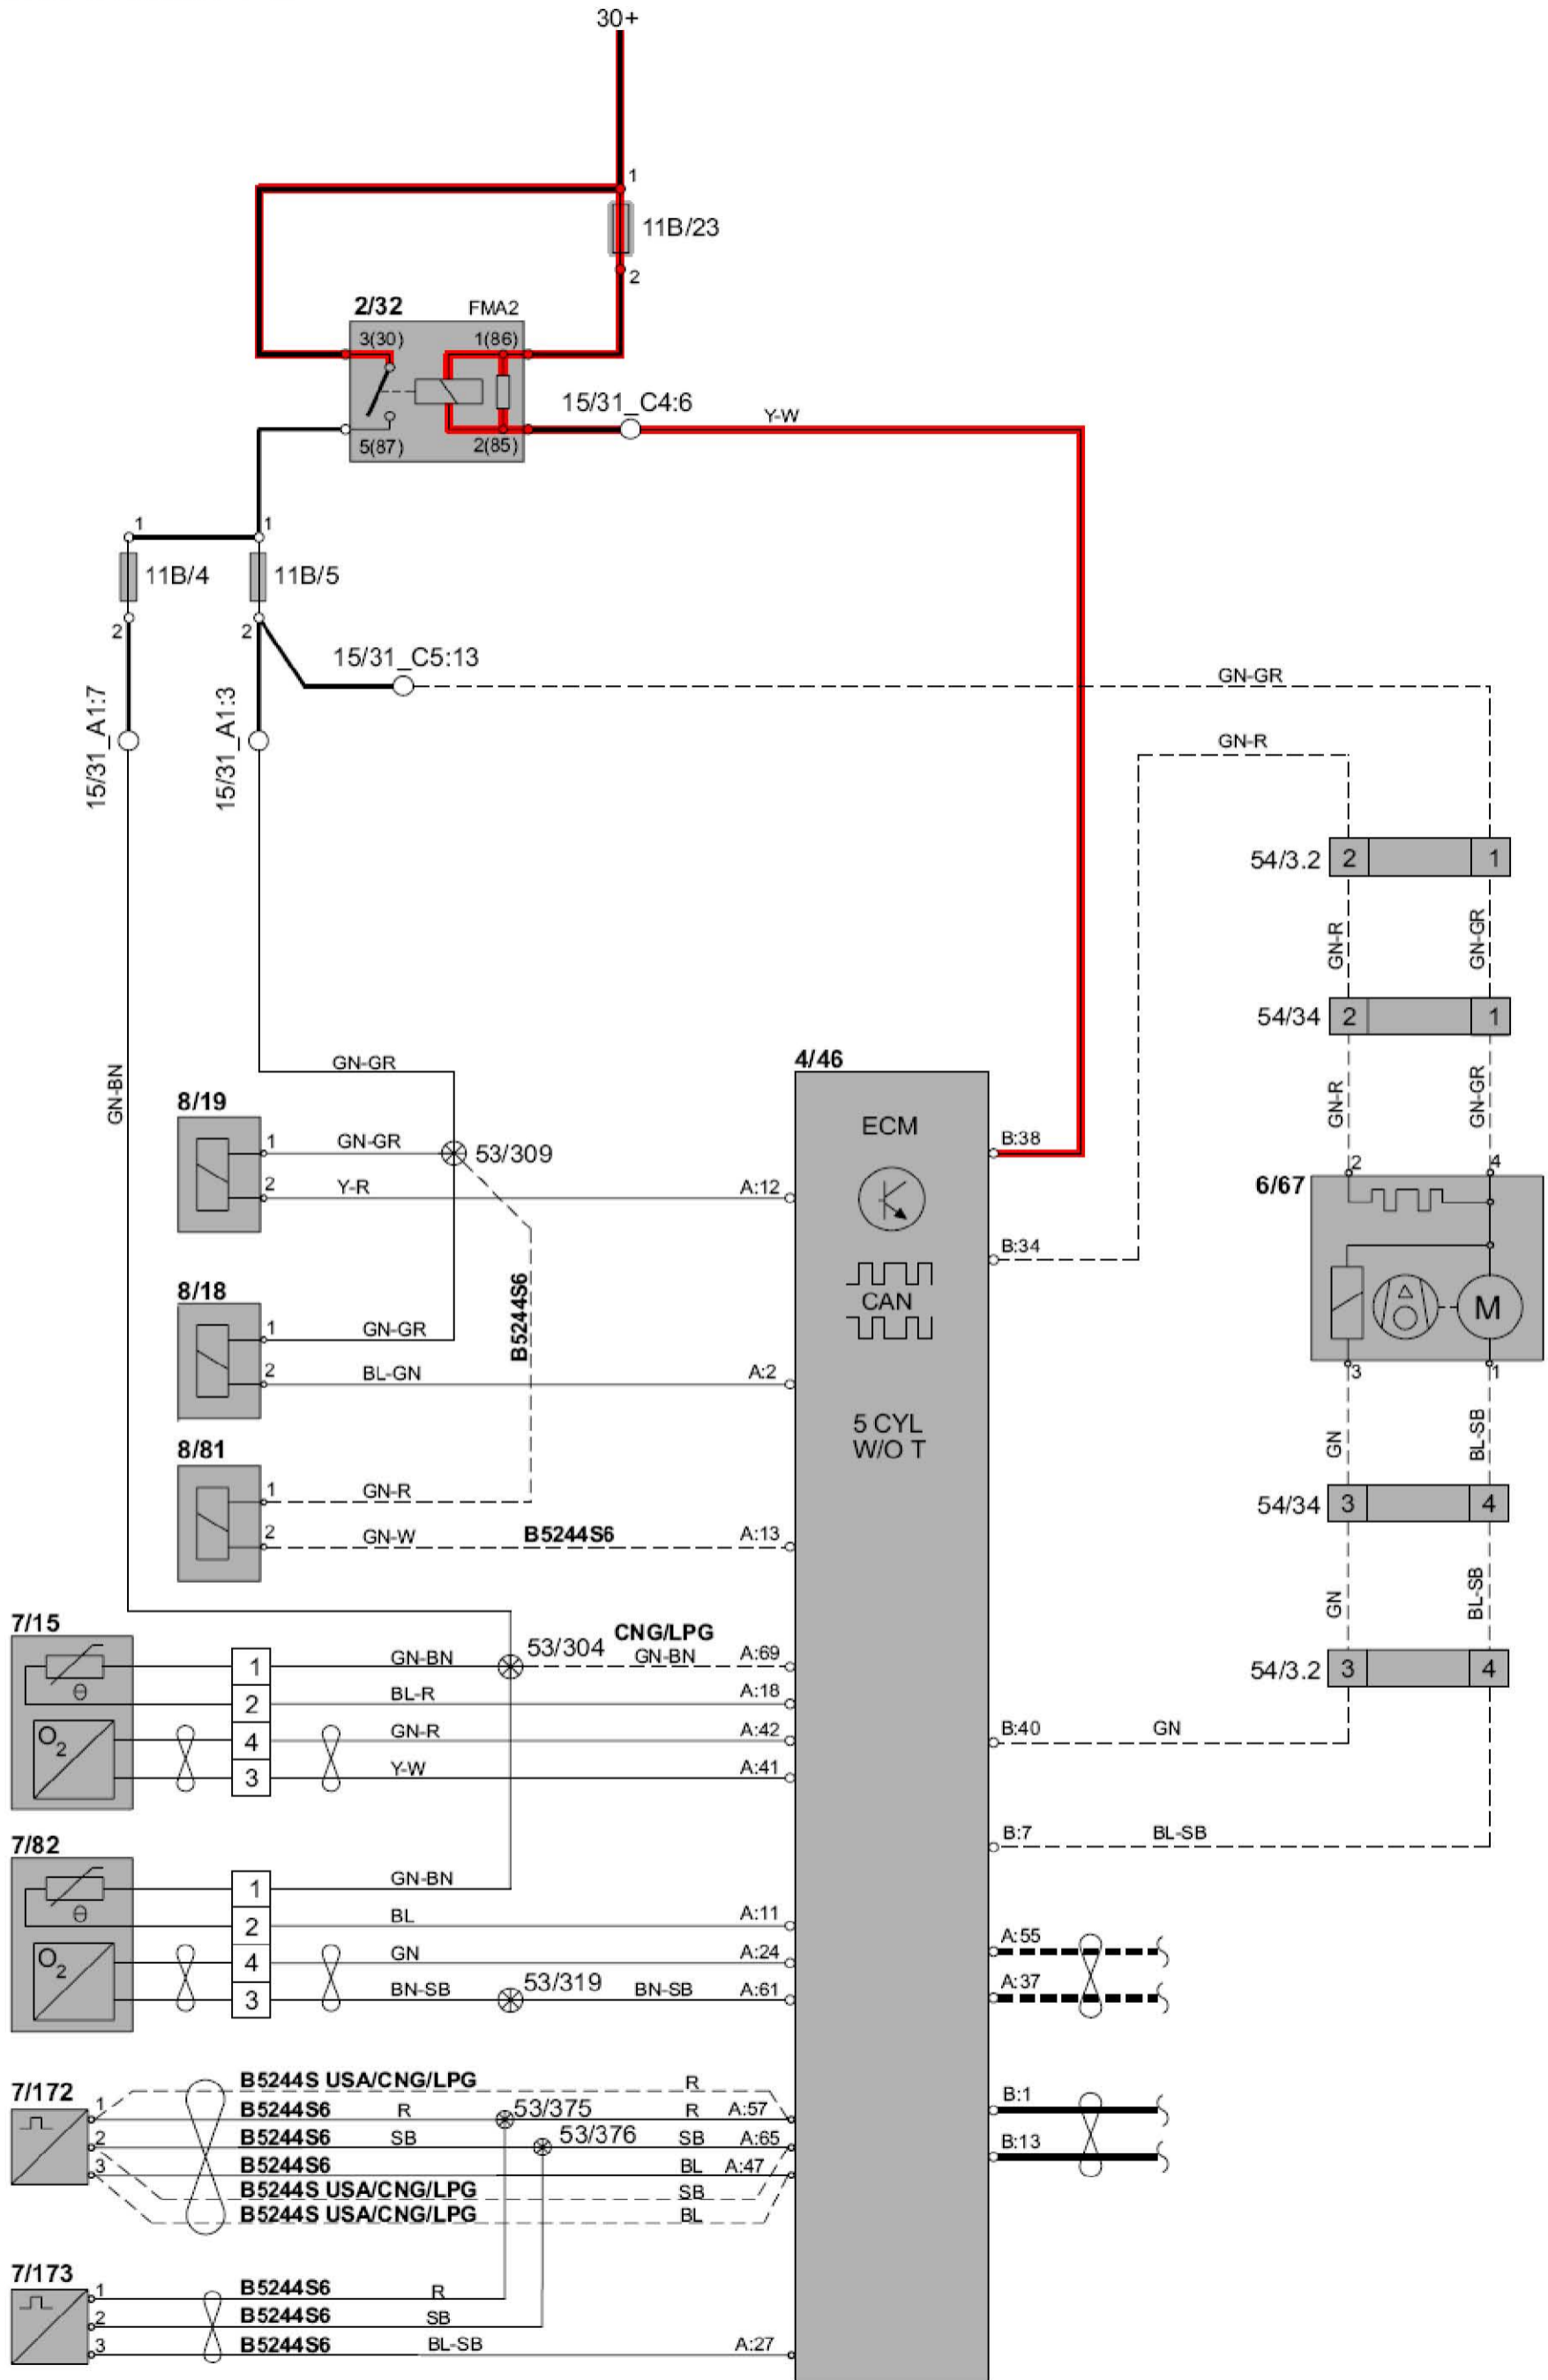 30+
1
11B/23
2
2/32 FMA2
3(30) 1(86)
5(87) 2(85)
15/31_C4:6
Y-W
1 1
11B/4 11B/5
2 2
15/31_C5:13
GN-GR
15/31_A1:7
15/31_A1:3
GN-R
54/3.2 2 1
GN-R GN-GR
54/34 2 1
GN-R GN-GR
GN-BN
GN-GR
4/46
ECM
CAN
5 CYL
W/O T
8/19
1 GN-GR 53/309
2 Y-R A:12
B:38
B:34
8/18
1 GN-GR
2 BL-GN A:2
B5244S6
8/81
1 GN-R
2 GN-W B5244S6 A:13
6/67
2 4
M
3 1
GN BL-SB
54/34 3 4
GN BL-SB
54/3.2 3 4
7/15
Θ
O2
1 GN-BN 53/304 CNG/LPG GN-BN A:69
2 BL-R A:18
4 GN-R A:42
3 Y-W A:41
B:40 GN
B:7 BL-SB
7/82
Θ
O2
1 GN-BN
2 BL A:11
4 GN A:24
3 BN-SB 53/319 BN-SB A:61
A:55
A:37
B:1
B:13
7/172
B5244S USA/CNG/LPG R
1 B5244S6 R 53/375 R A:57
2 B5244S6 SB 53/376 SB A:65
3 B5244S6 BL A:47
B5244S USA/CNG/LPG SB
B5244S USA/CNG/LPG BL
7/173
1 B5244S6 R
2 B5244S6 SB
3 B5244S6 BL-SB A:27